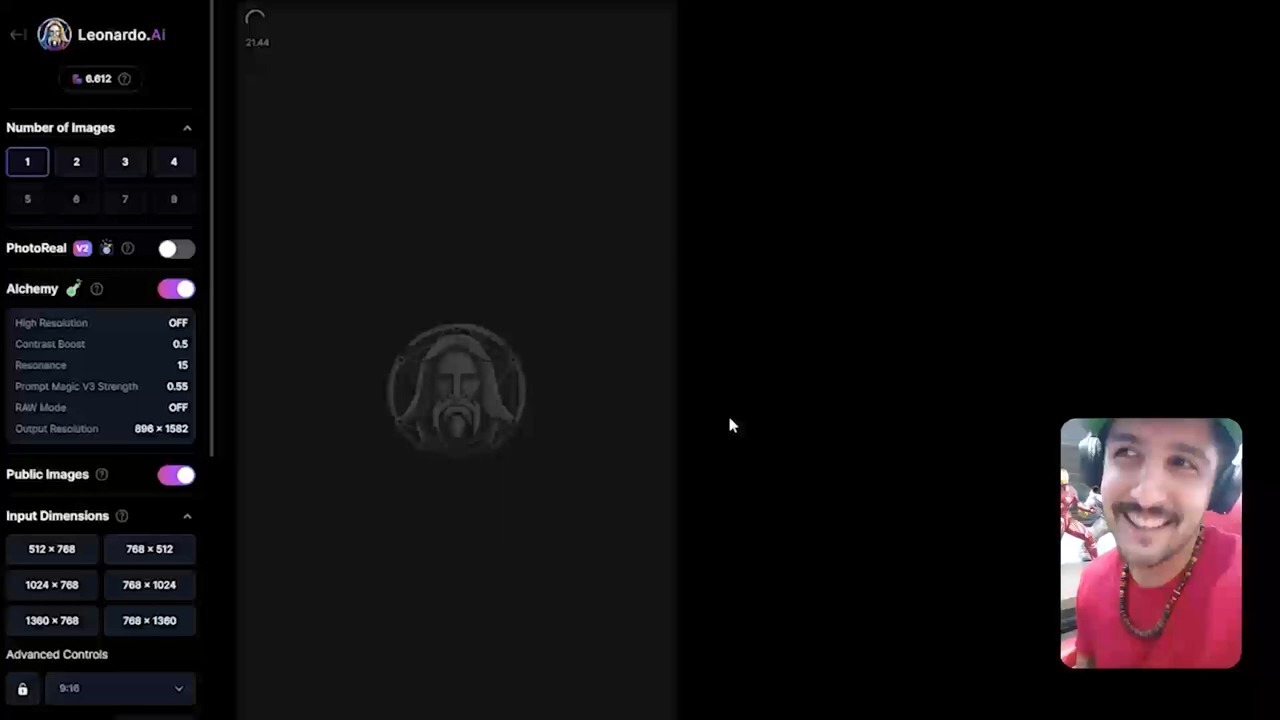 Leonardo.Ai
6.612
Number of Images
1 2 3 4
5 6 7 8
PhotoReal V2
Alchemy
High Resolution OFF
Contrast Boost 0.5
Resonance 15
Prompt Magic V3 Strength 0.55
RAW Mode OFF
Output Resolution 896 × 1582
Public Images
Input Dimensions
512 × 768 768 × 512
1024 × 768 768 × 1024
1360 × 768 768 × 1360
Advanced Controls
9:16
21.44